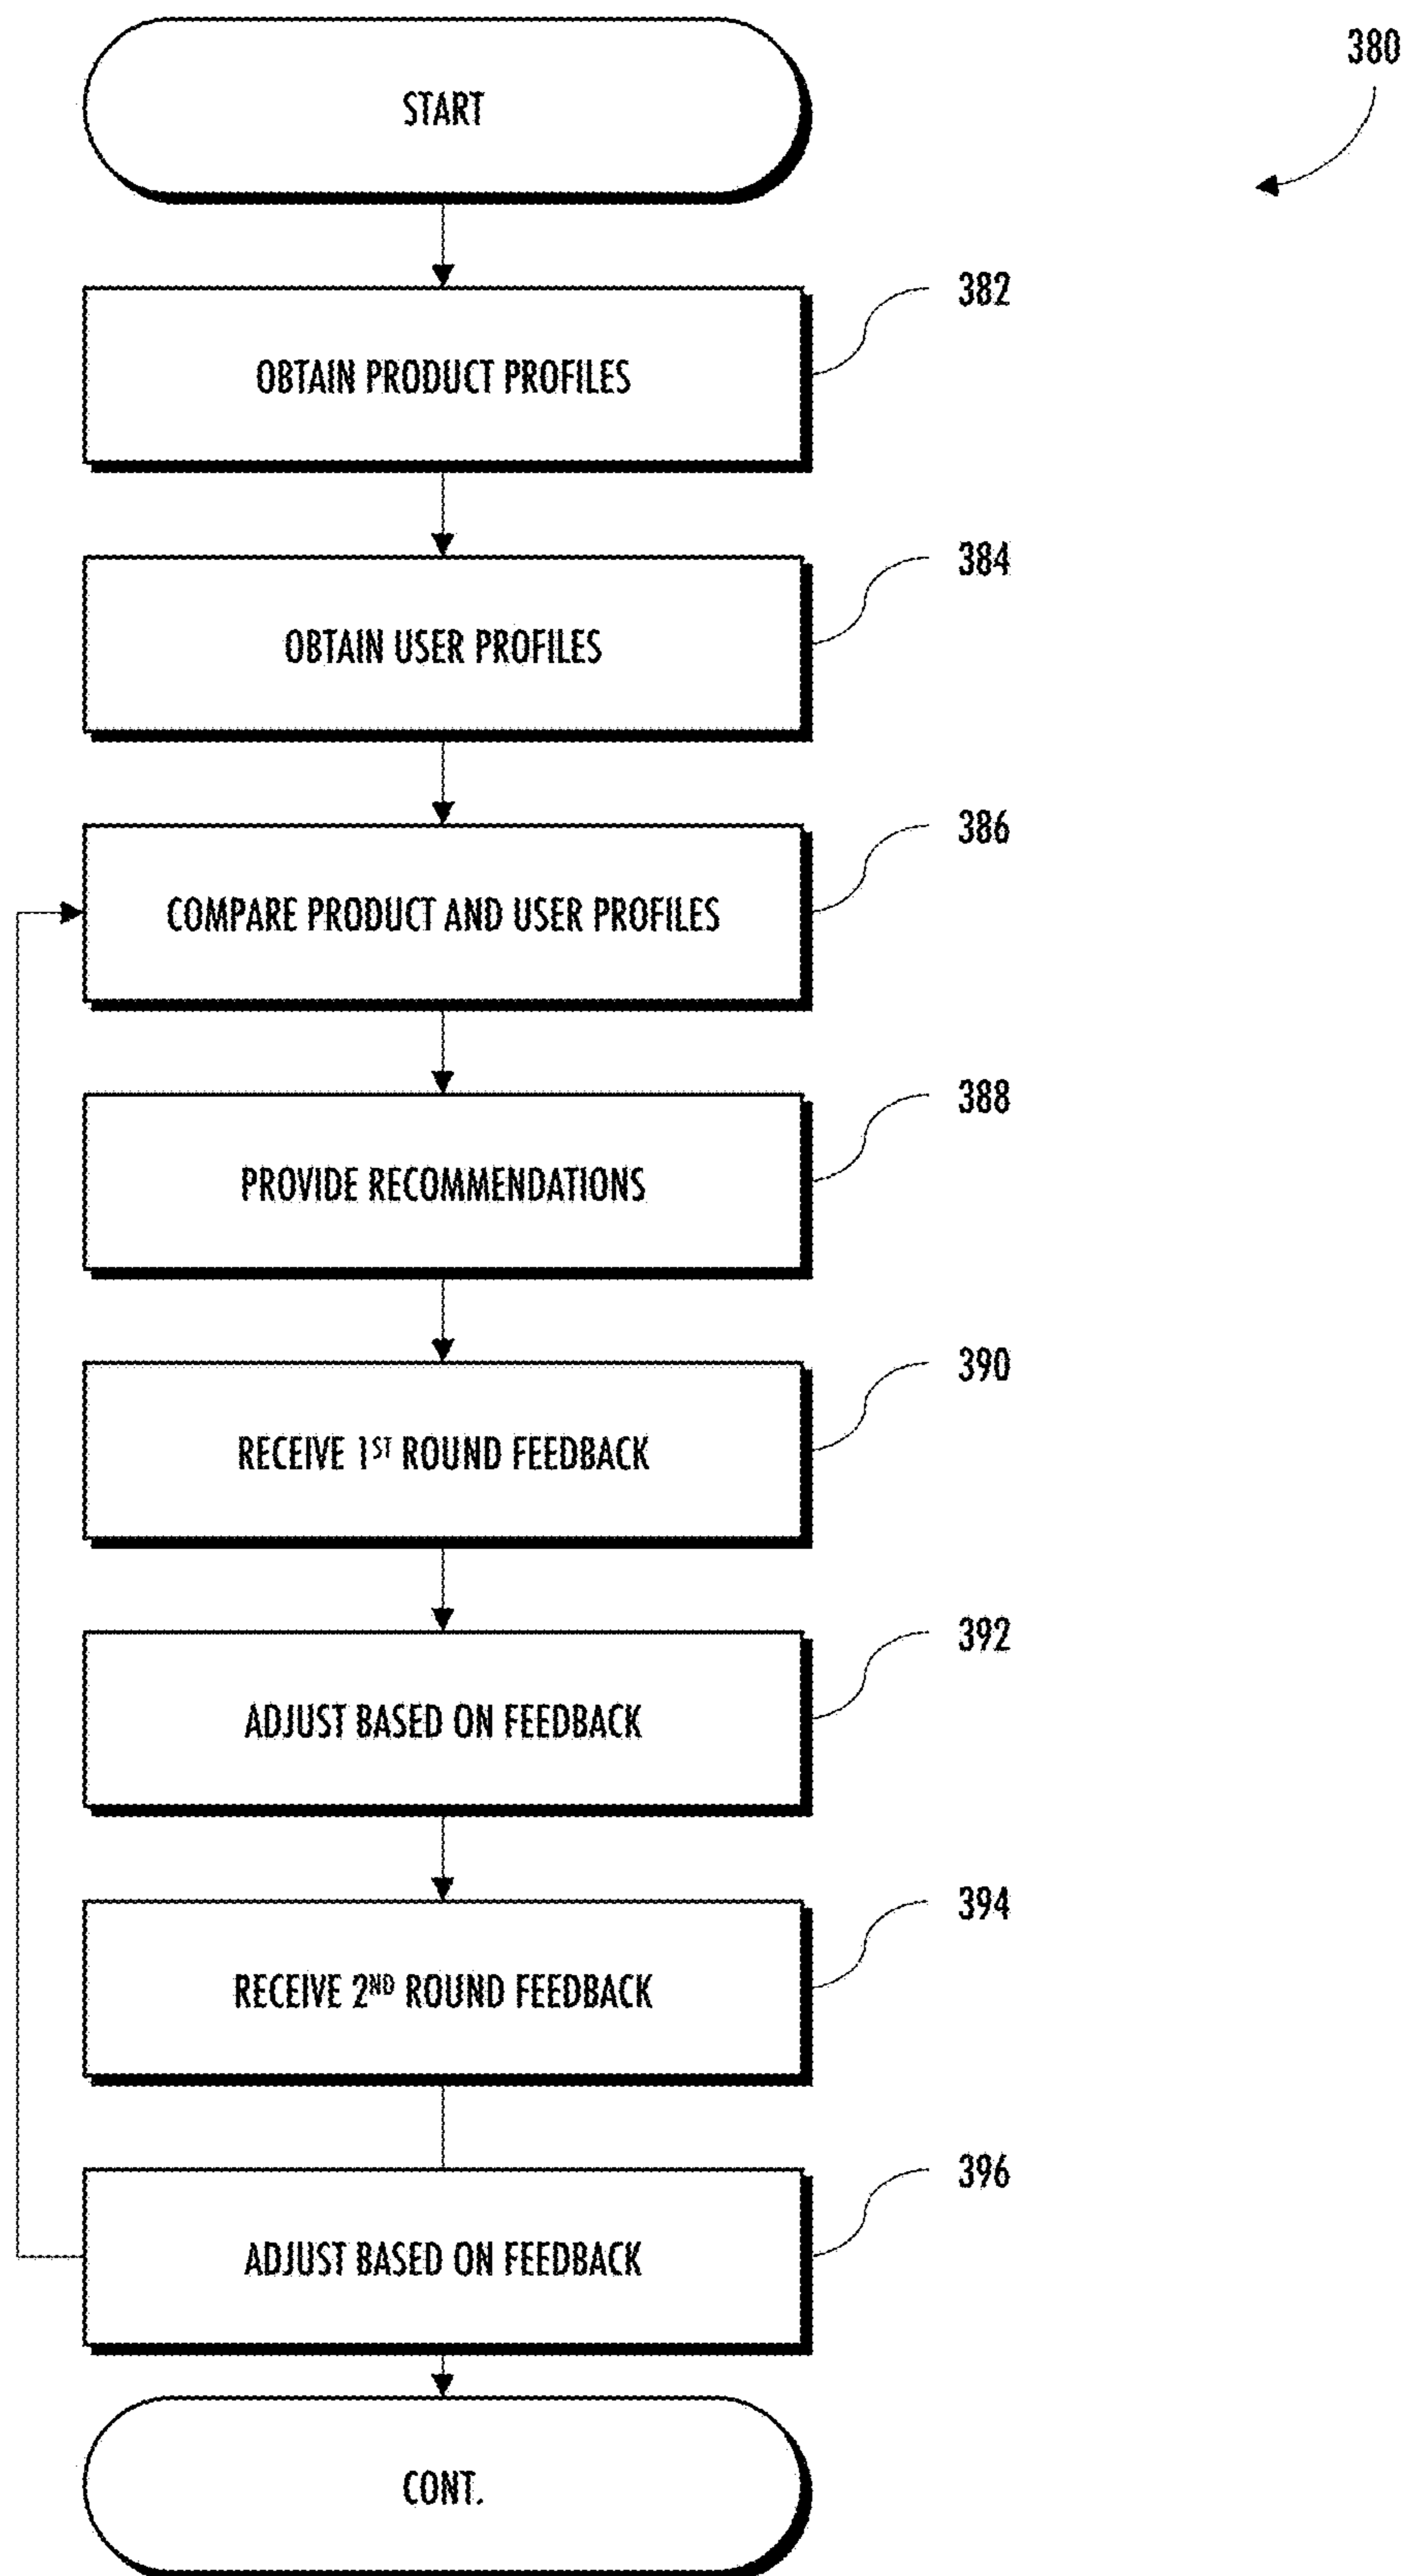 380
START
382
OBTAIN PRODUCT PROFILES
384
OBTAIN USER PROFILES
386
COMPARE PRODUCT AND USER PROFILES
388
PROVIDE RECOMMENDATIONS
390
RECEIVE 1ST ROUND FEEDBACK
392
ADJUST BASED ON FEEDBACK
394
RECEIVE 2ND ROUND FEEDBACK
396
ADJUST BASED ON FEEDBACK
CONT.